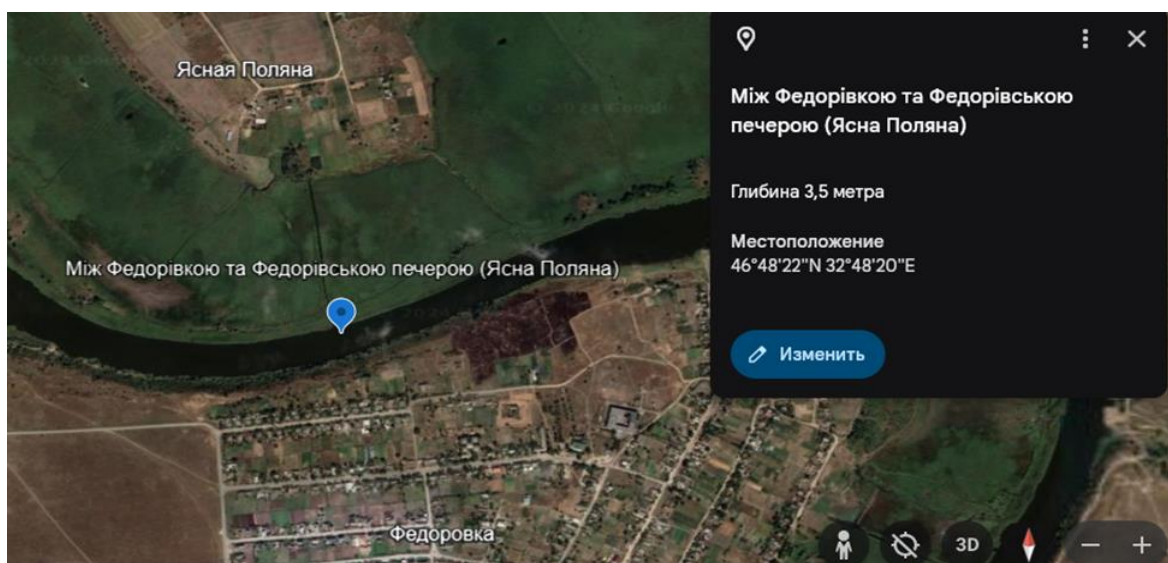 Ясная Поляна
Між Федорівкою та Федорівською печерою (Ясна Поляна)
Федоровка
Між Федорівкою та Федорівською
печерою (Ясна Поляна)
Глибина 3,5 метра
Местоположение
46°48'22"N 32°48'20"E
Изменить
3D